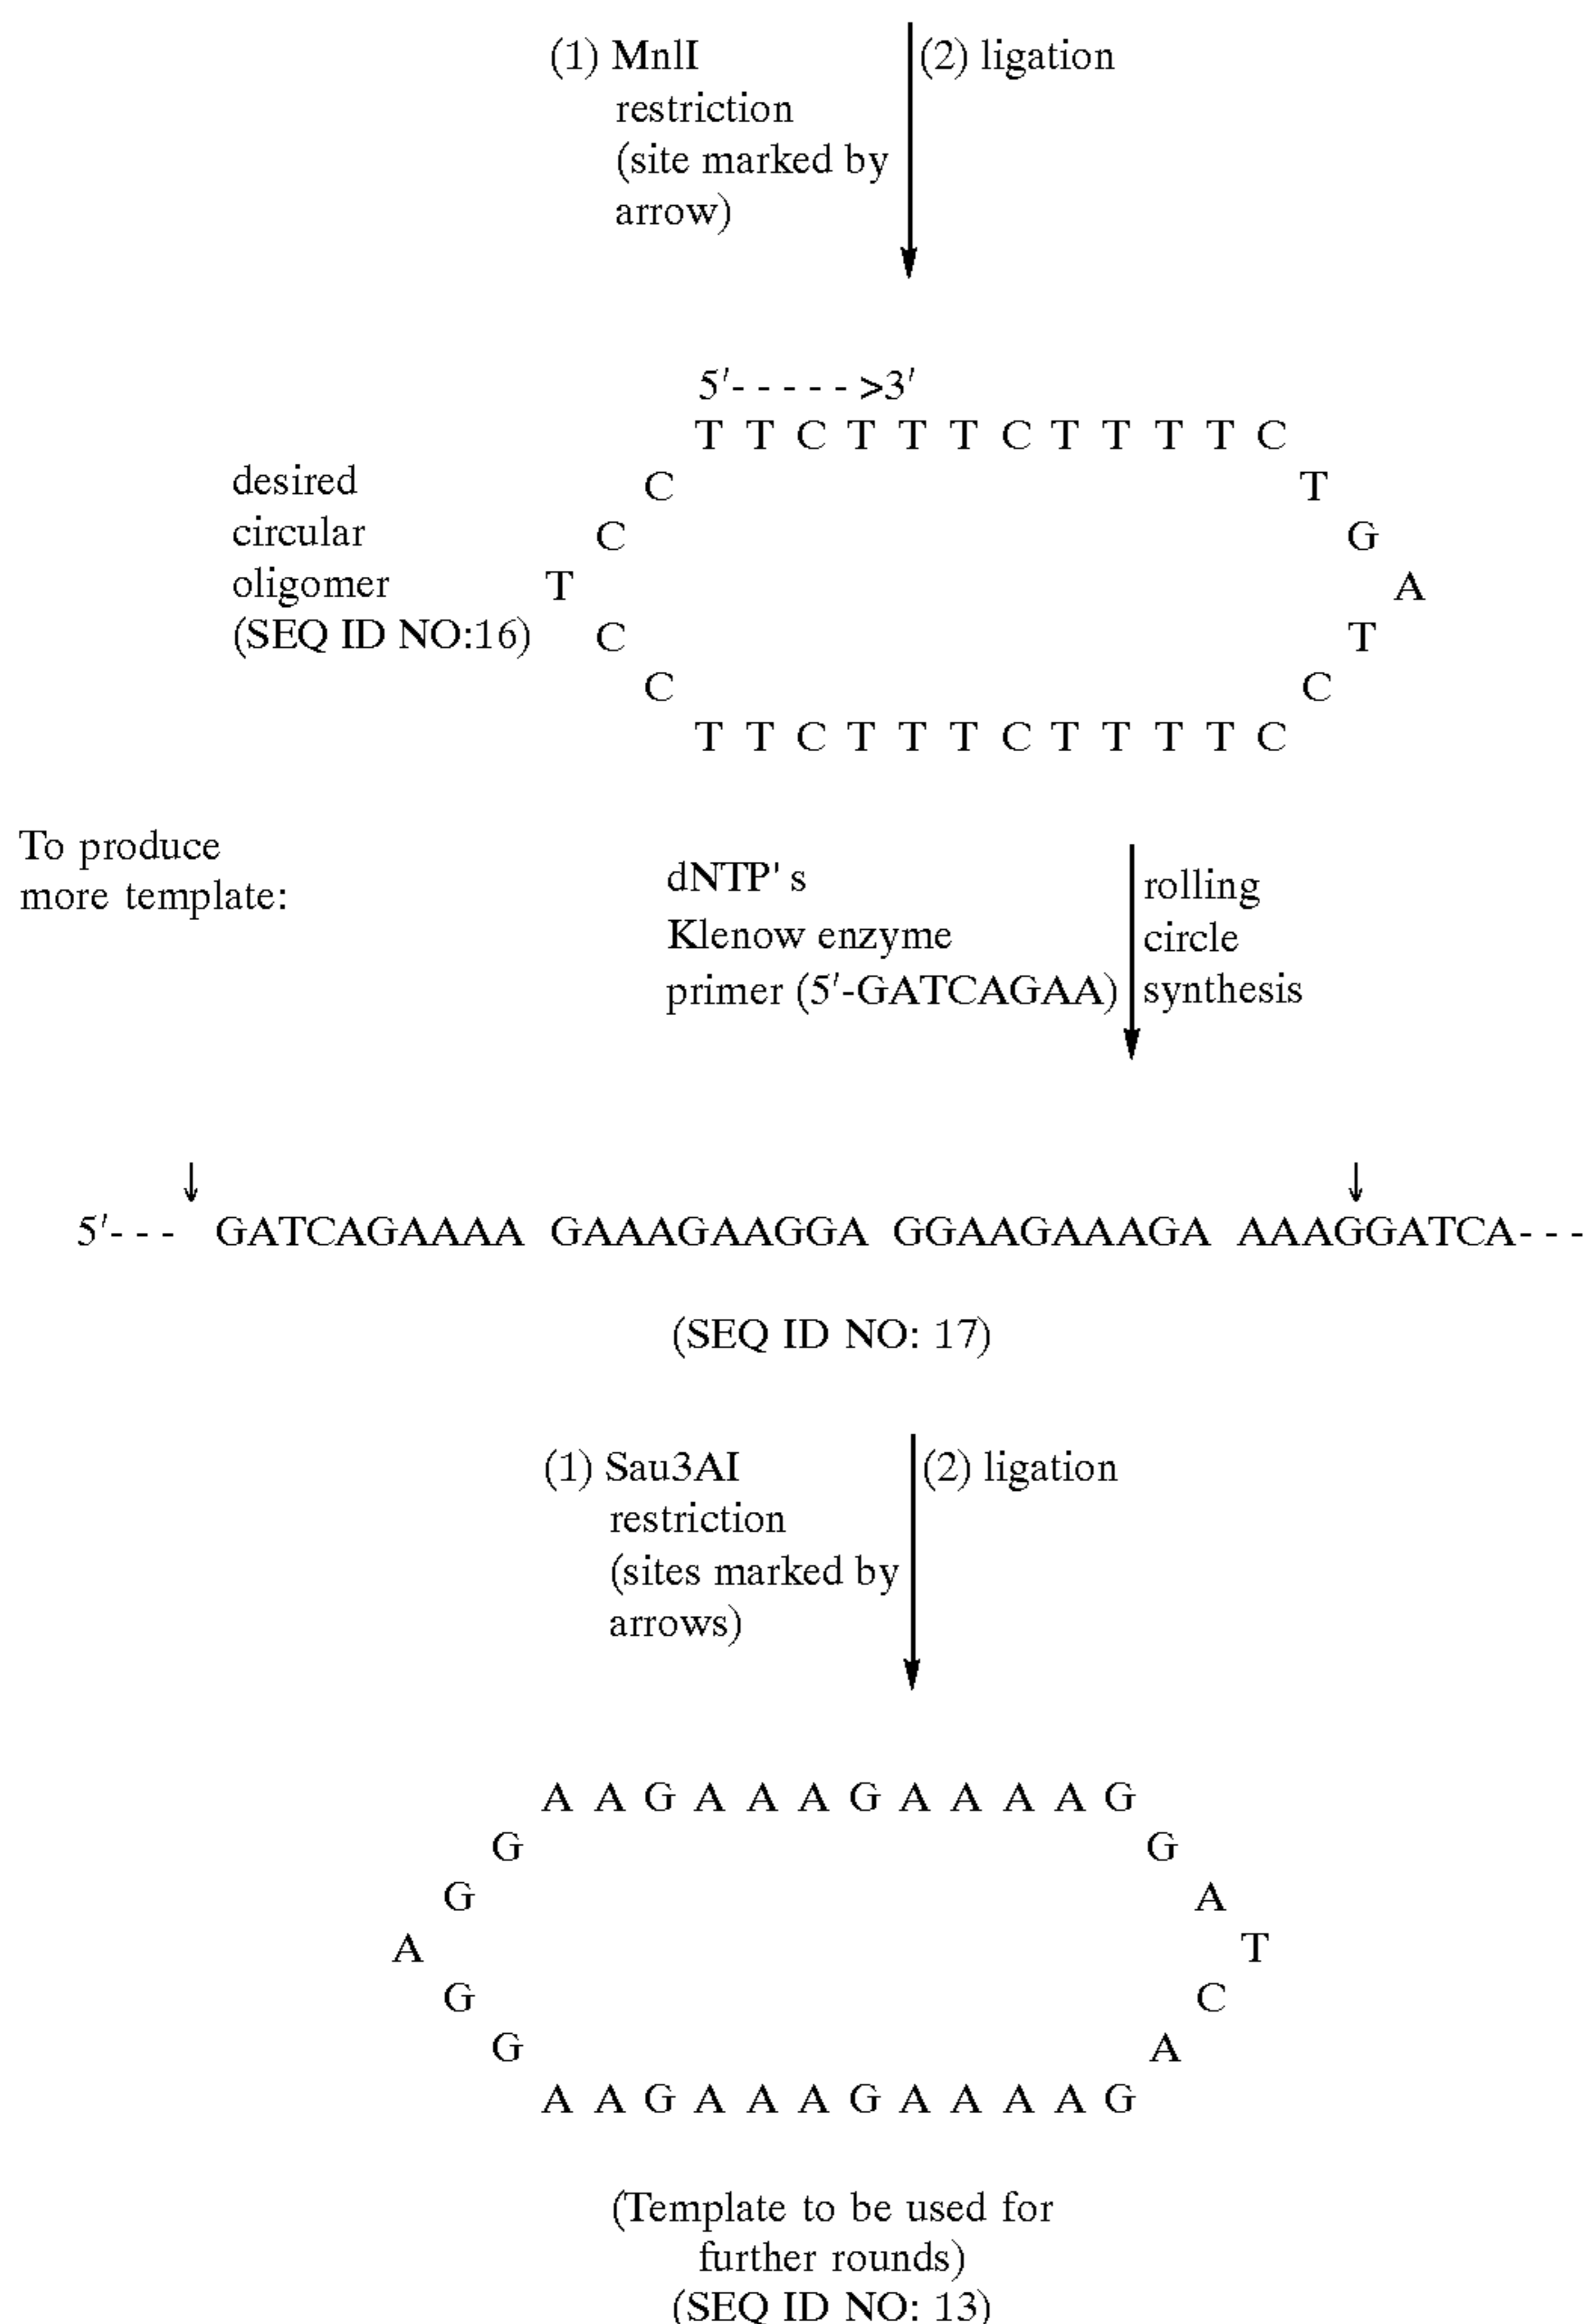 (1) MnlI (2) ligation
restriction
(site marked by
arrow)
5′- - - - - >3′
T T C T T T C T T T T C
desired C T
circular C G
oligomer T A
(SEQ ID NO:16) C T
C C
T T C T T T C T T T T C
To produce
more template:
dNTP's rolling
Klenow enzyme circle
primer (5′-GATCAGAA) synthesis
↓ ↓
5′- - - GATCAGAAAA GAAAGAAGGA GGAAGAAAGA AAAGGATCA- - -
(SEQ ID NO: 17)
(1) Sau3AI (2) ligation
restriction
(sites marked by
arrows)
A A G A A A G A A A A G
G G
G A
A T
G C
G A
A A G A A A G A A A A G
(Template to be used for
further rounds)
(SEQ ID NO: 13)